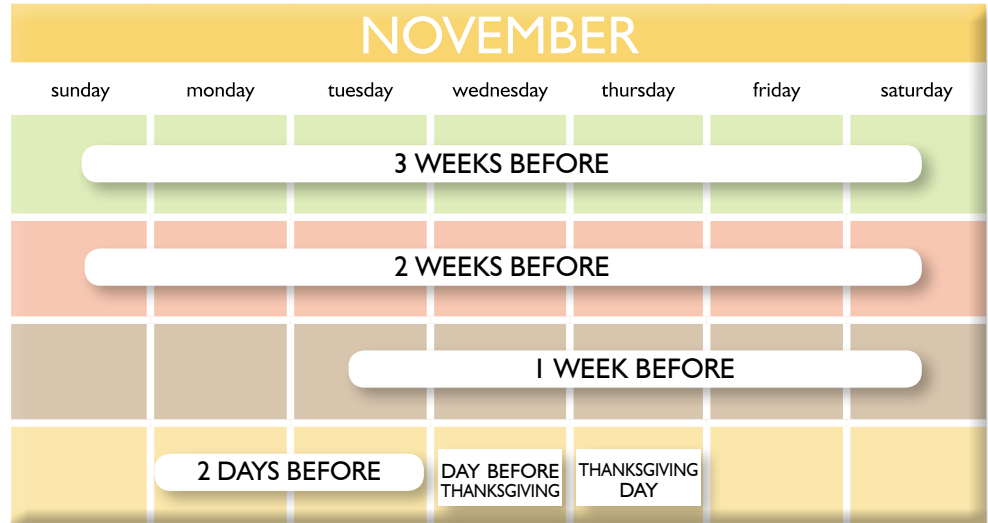 NOVEMBER
sunday monday tuesday wednesday thursday friday saturday
3 WEEKS BEFORE
2 WEEKS BEFORE
1 WEEK BEFORE
2 DAYS BEFORE
DAY BEFORE
THANKSGIVING
THANKSGIVING
DAY